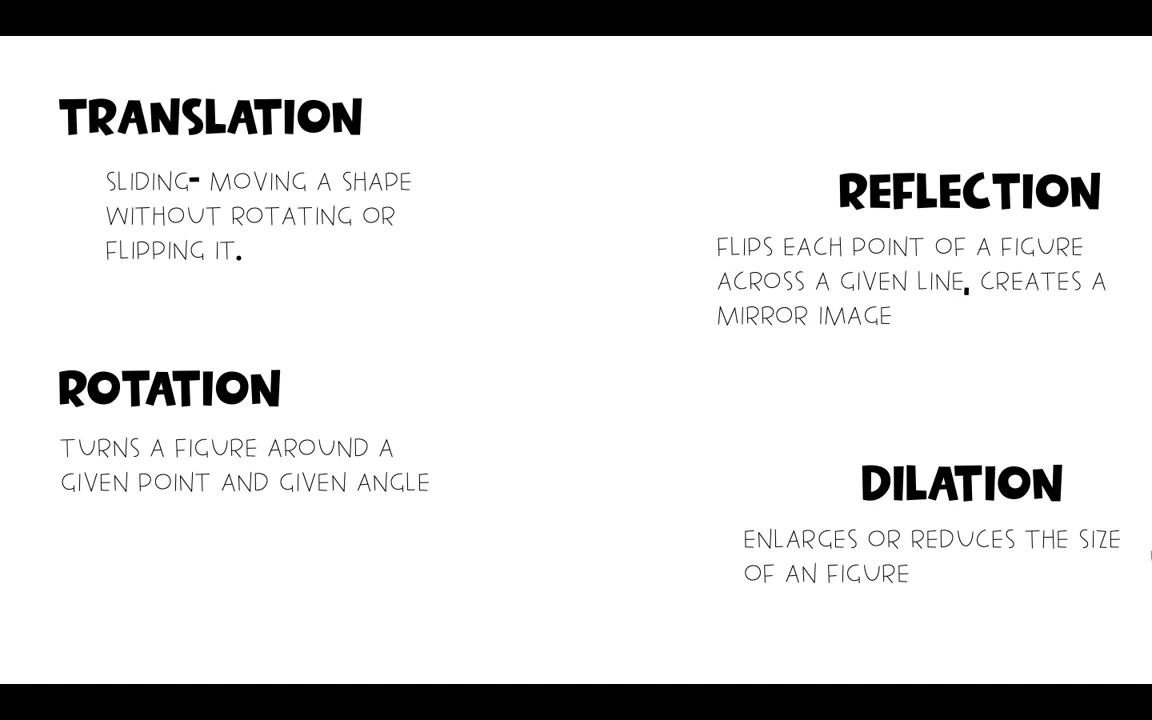 TRANSLATION
SLIDING- MOVING A SHAPE
WITHOUT ROTATING OR
FLIPPING IT.
REFLECTION
FLIPS EACH POINT OF A FIGURE
ACROSS A GIVEN LINE, CREATES A
MIRROR IMAGE
ROTATION
TURNS A FIGURE AROUND A
GIVEN POINT AND GIVEN ANGLE
DILATION
ENLARGES OR REDUCES THE SIZE
OF AN FIGURE